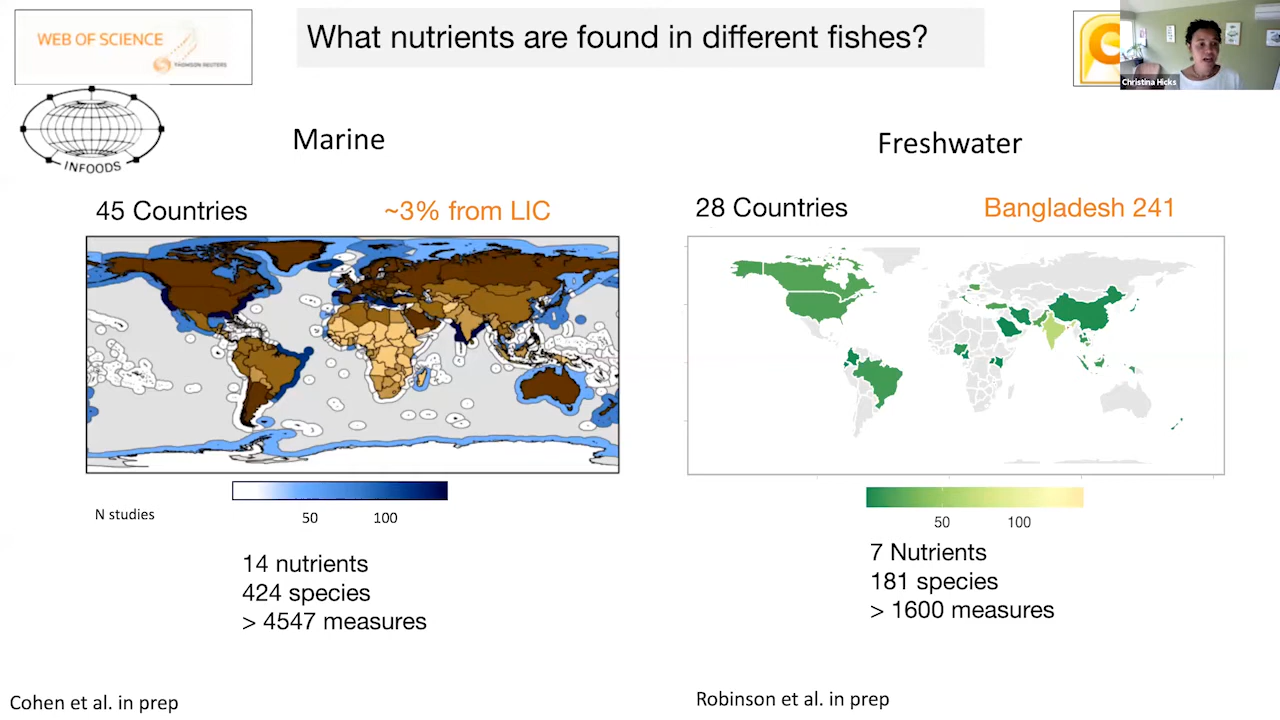 WEB OF SCIENCE
THOMSON REUTERS
INFOODS
What nutrients are found in different fishes?
Christina Hicks
Marine
45 Countries
~3% from LIC
N studies
50 100
14 nutrients
424 species
> 4547 measures
Cohen et al. in prep
Freshwater
28 Countries
Bangladesh 241
50 100
7 Nutrients
181 species
> 1600 measures
Robinson et al. in prep